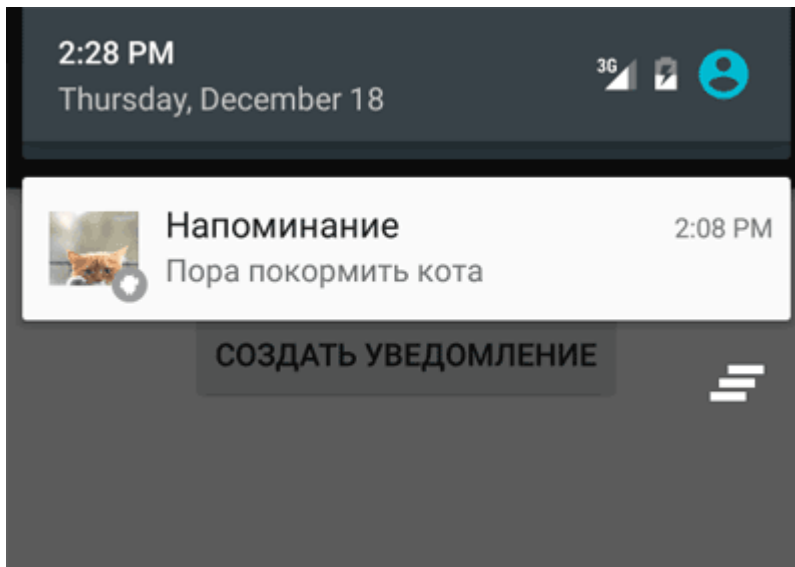 2:28 PM
3G
Thursday, December 18
Напоминание
2:08 PM
Пора покормить кота
СОЗДАТЬ УВЕДОМЛЕНИЕ